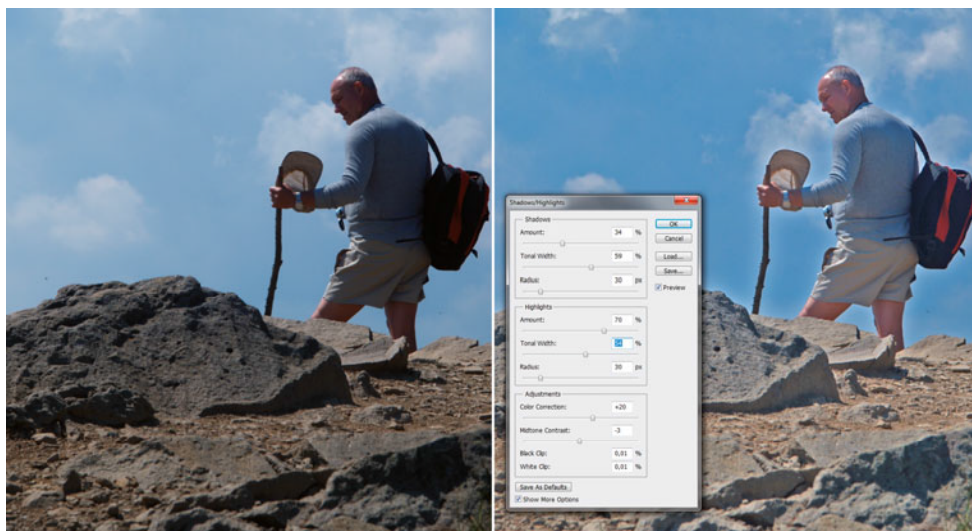 Shadows/Highlights
Shadows
Amount: 34 %
Tonal Width: 59 %
Radius: 30 px
Highlights
Amount: 70 %
Tonal Width: 54 %
Radius: 30 px
Adjustments
Color Correction: +20
Midtone Contrast: -3
Black Clip: 0,01 %
White Clip: 0,01 %
Save As Defaults
Show More Options
OK
Cancel
Load...
Save...
Preview